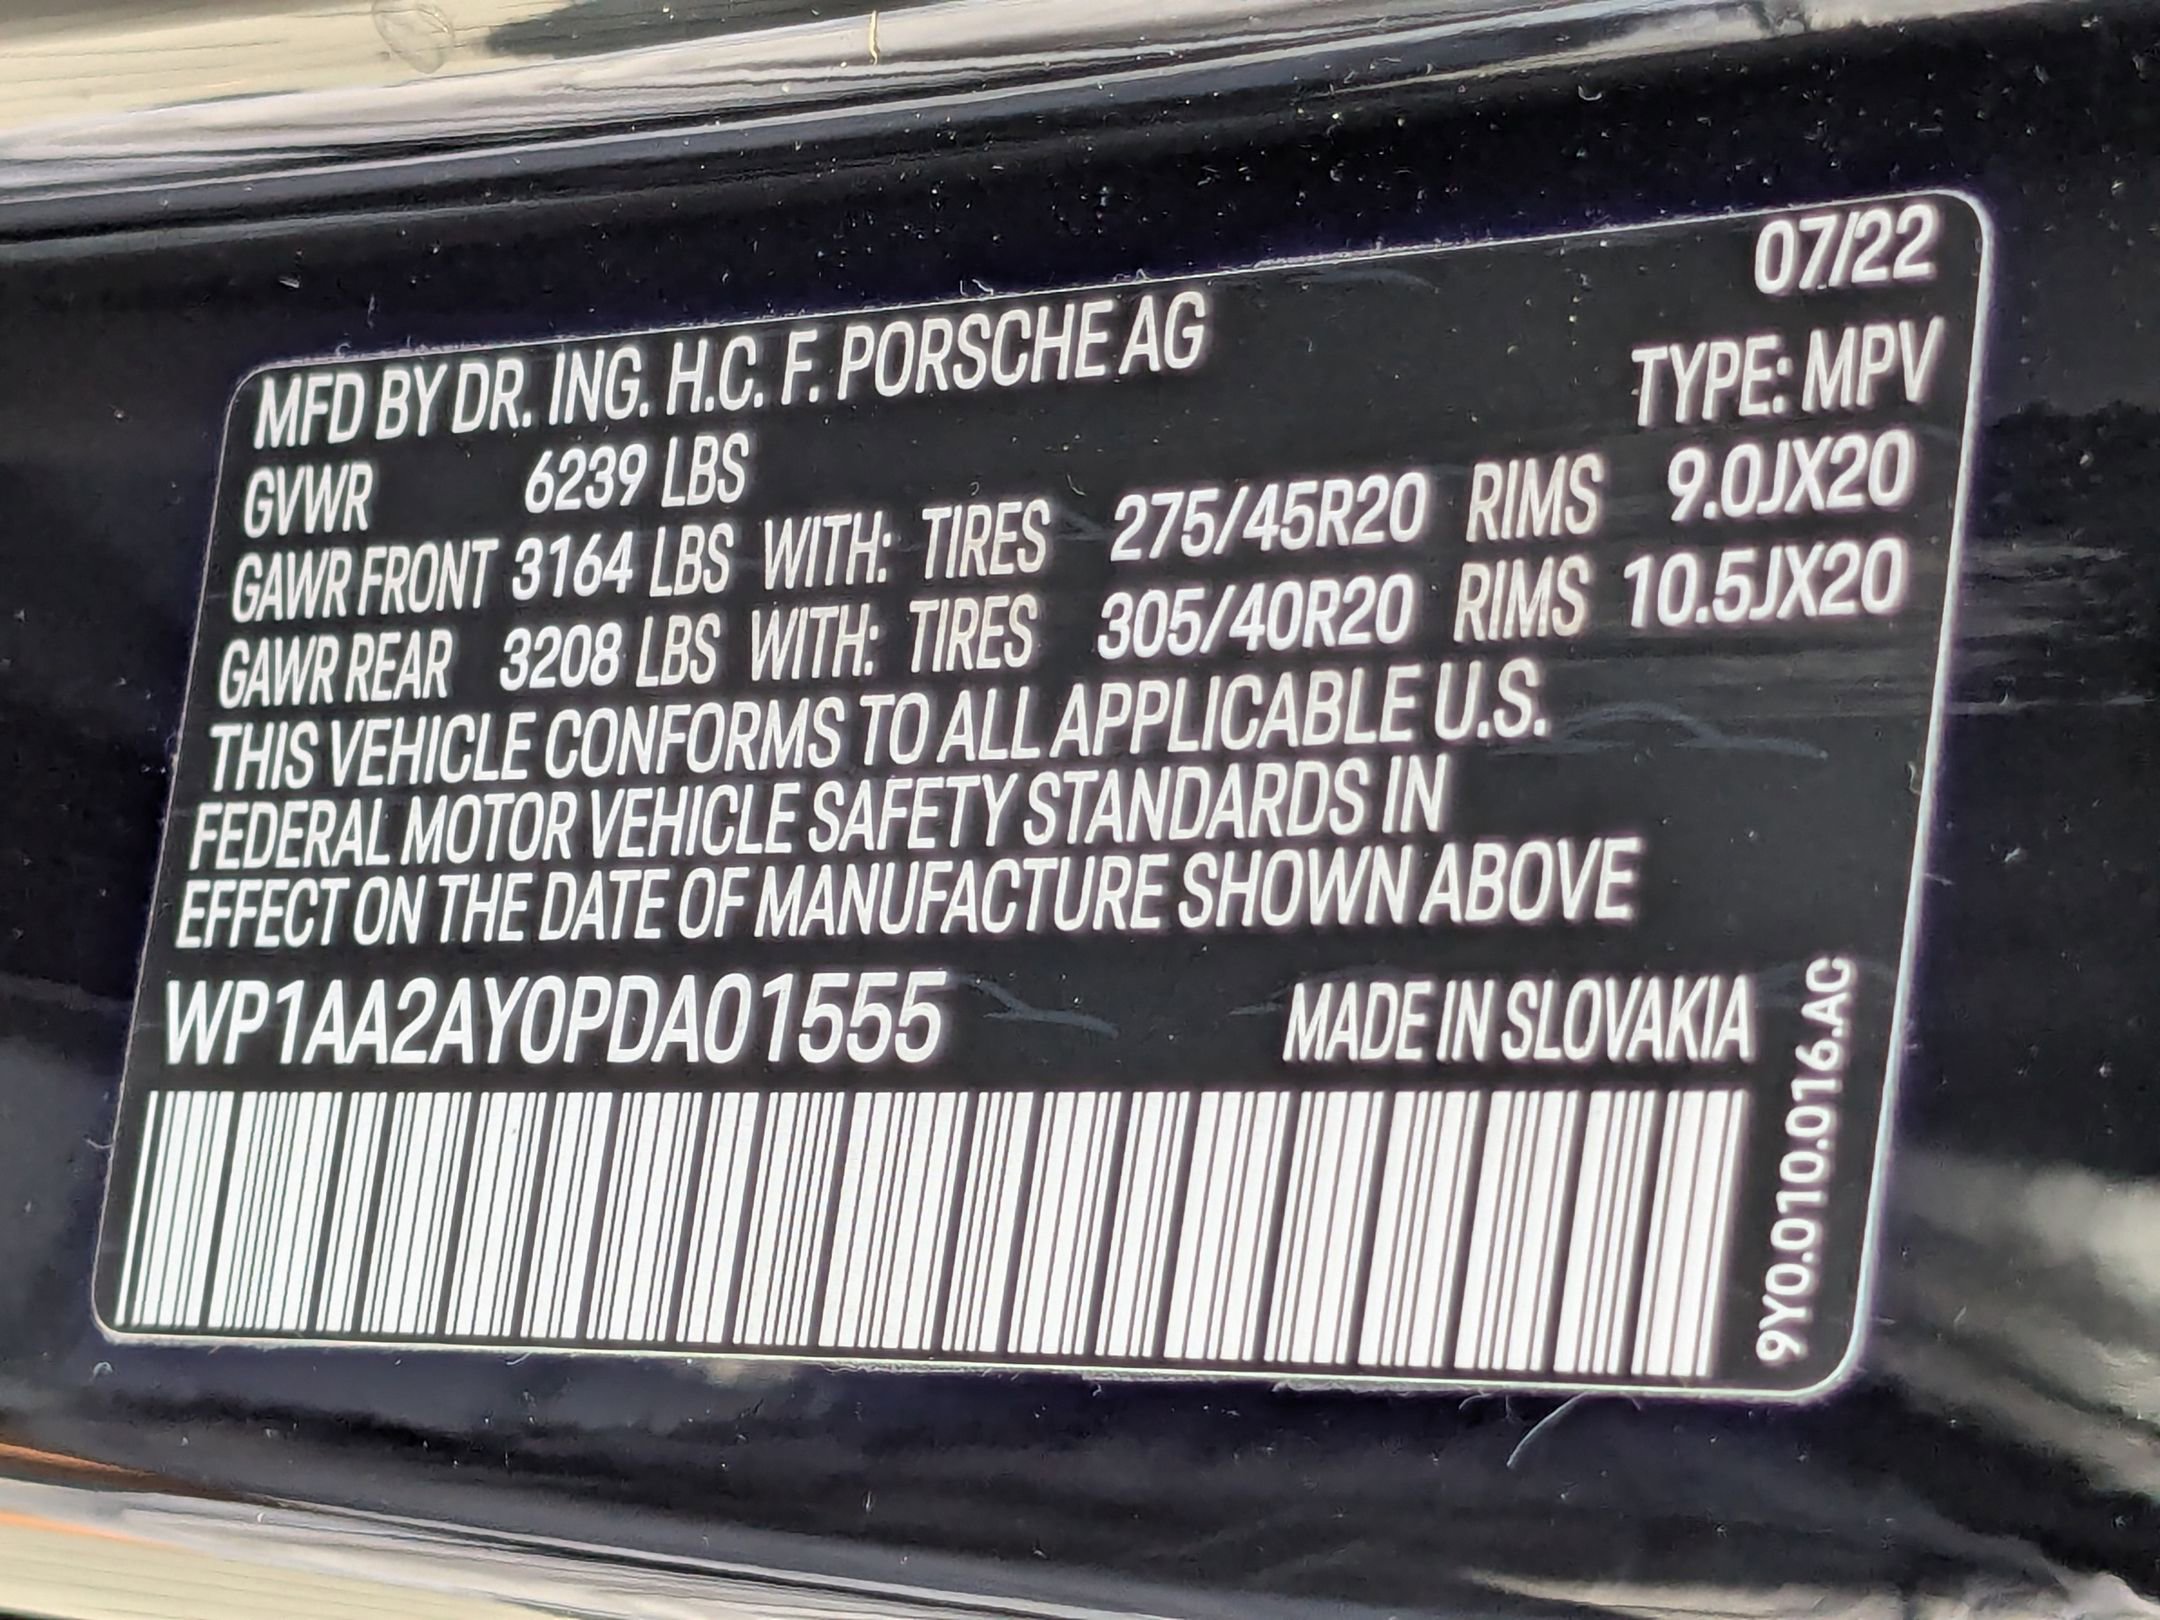 07/22
MFD BY DR. ING. H.C. F. PORSCHE AG
TYPE: MPV
GVWR 6239 LBS
GAWR FRONT 3164 LBS WITH: TIRES 275/45R20 RIMS 9.0JX20
GAWR REAR 3208 LBS WITH: TIRES 305/40R20 RIMS 10.5JX20
THIS VEHICLE CONFORMS TO ALL APPLICABLE U.S.
FEDERAL MOTOR VEHICLE SAFETY STANDARDS IN
EFFECT ON THE DATE OF MANUFACTURE SHOWN ABOVE
WP1AA2AY0PDA01555 MADE IN SLOVAKIA
9Y0.010.016.AC